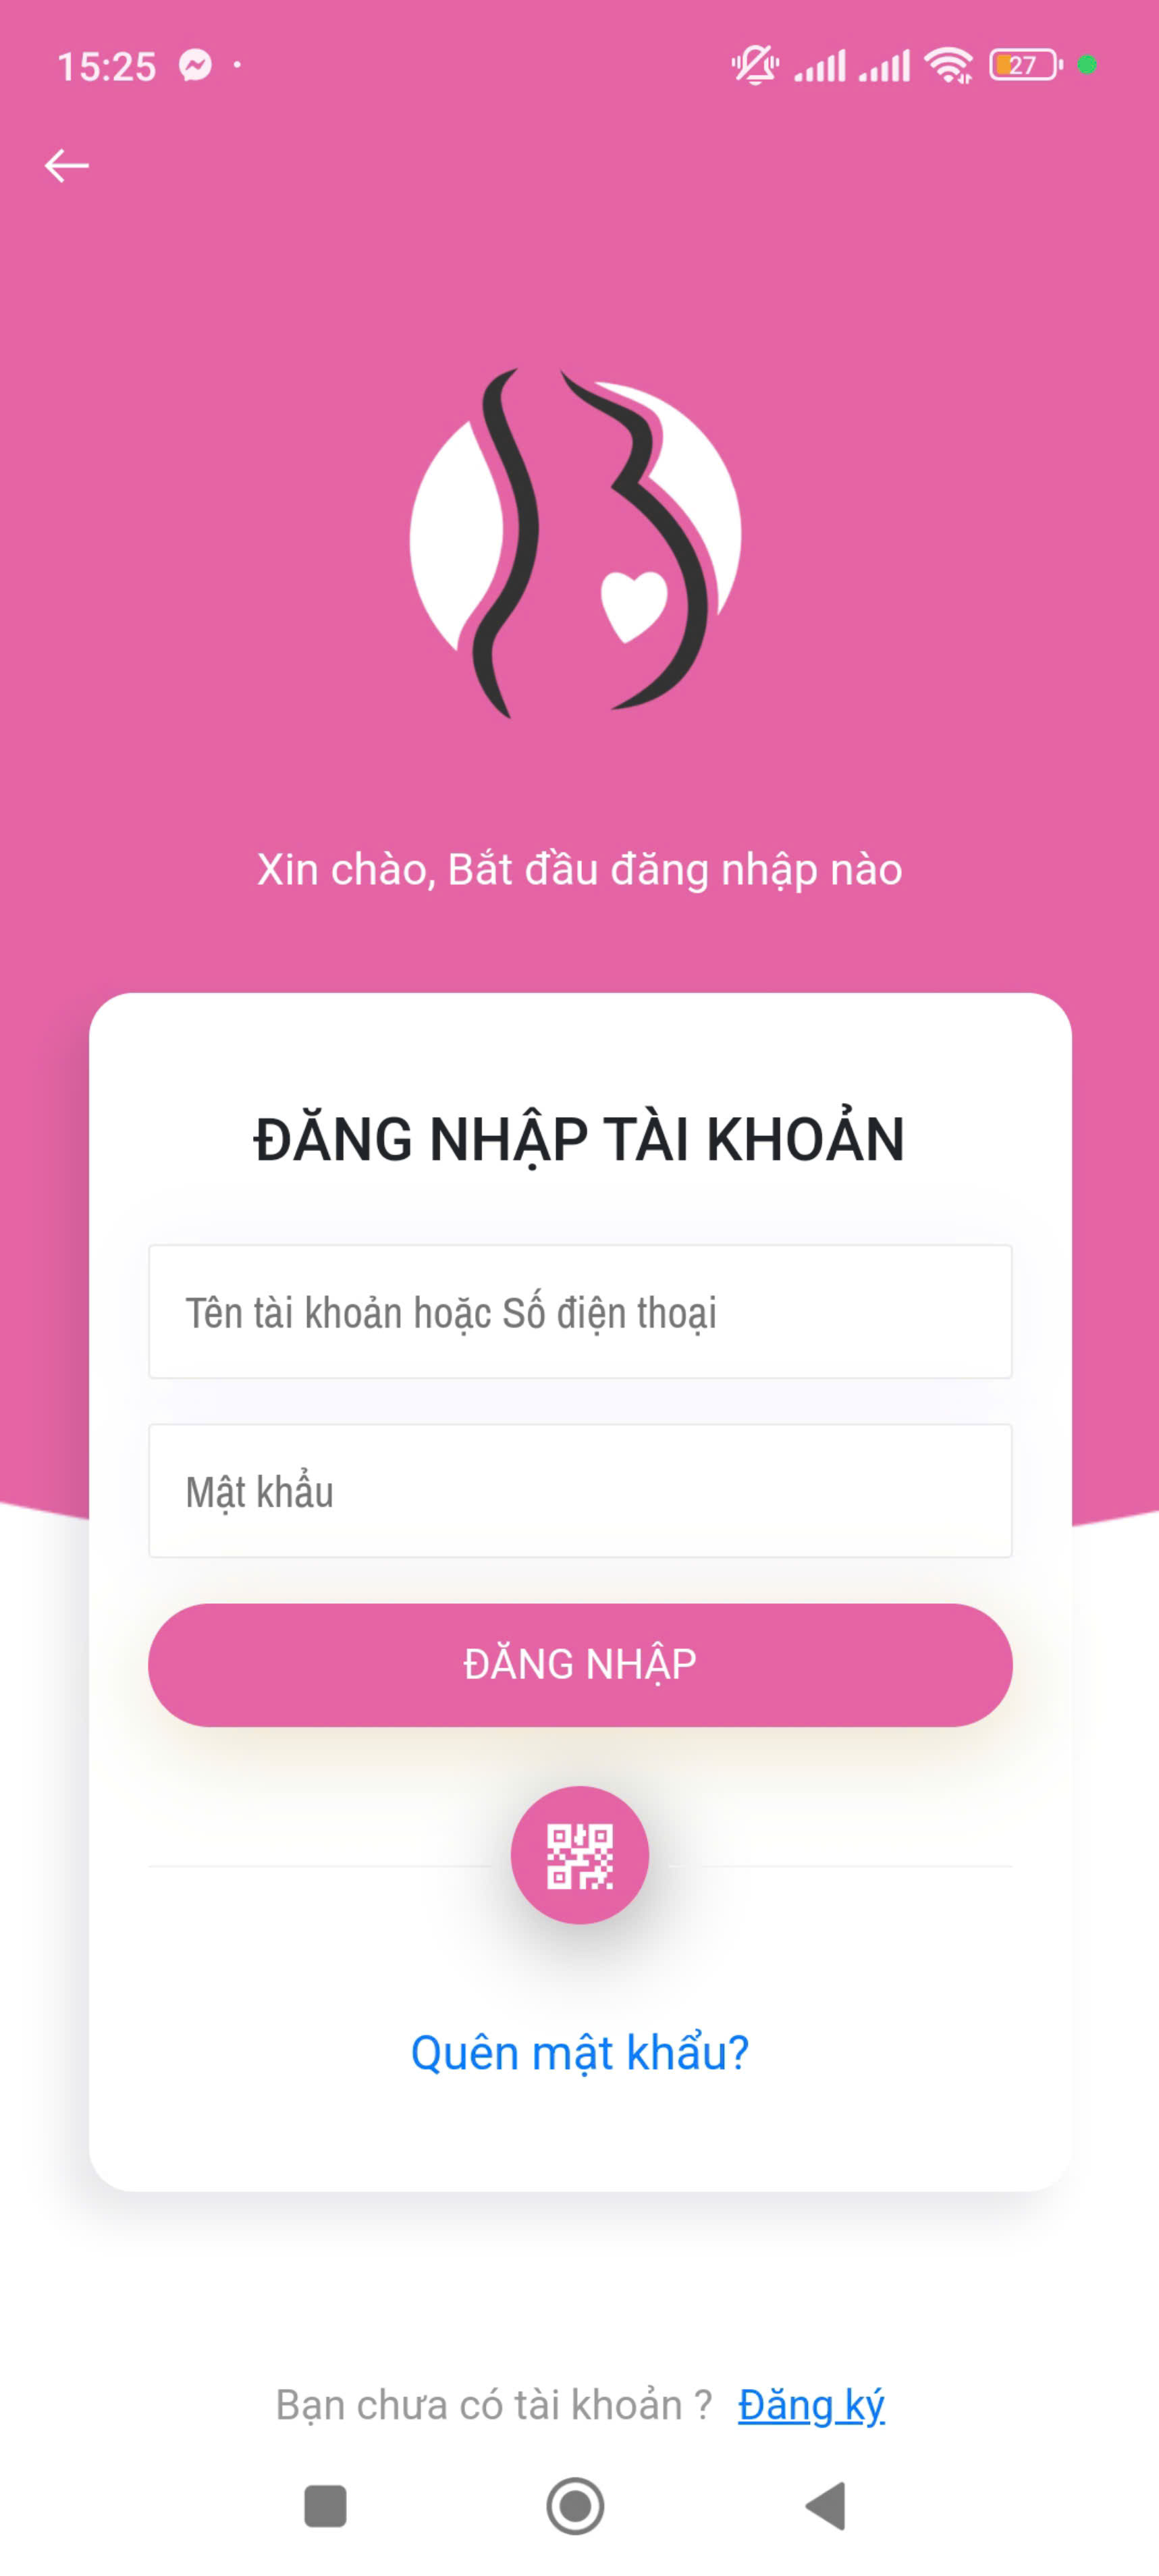 15:25
27
Xin chào, Bắt đầu đăng nhập nào
ĐĂNG NHẬP TÀI KHOẢN
Tên tài khoản hoặc Số điện thoại
Mật khẩu
ĐĂNG NHẬP
Quên mật khẩu?
Bạn chưa có tài khoản ? Đăng ký